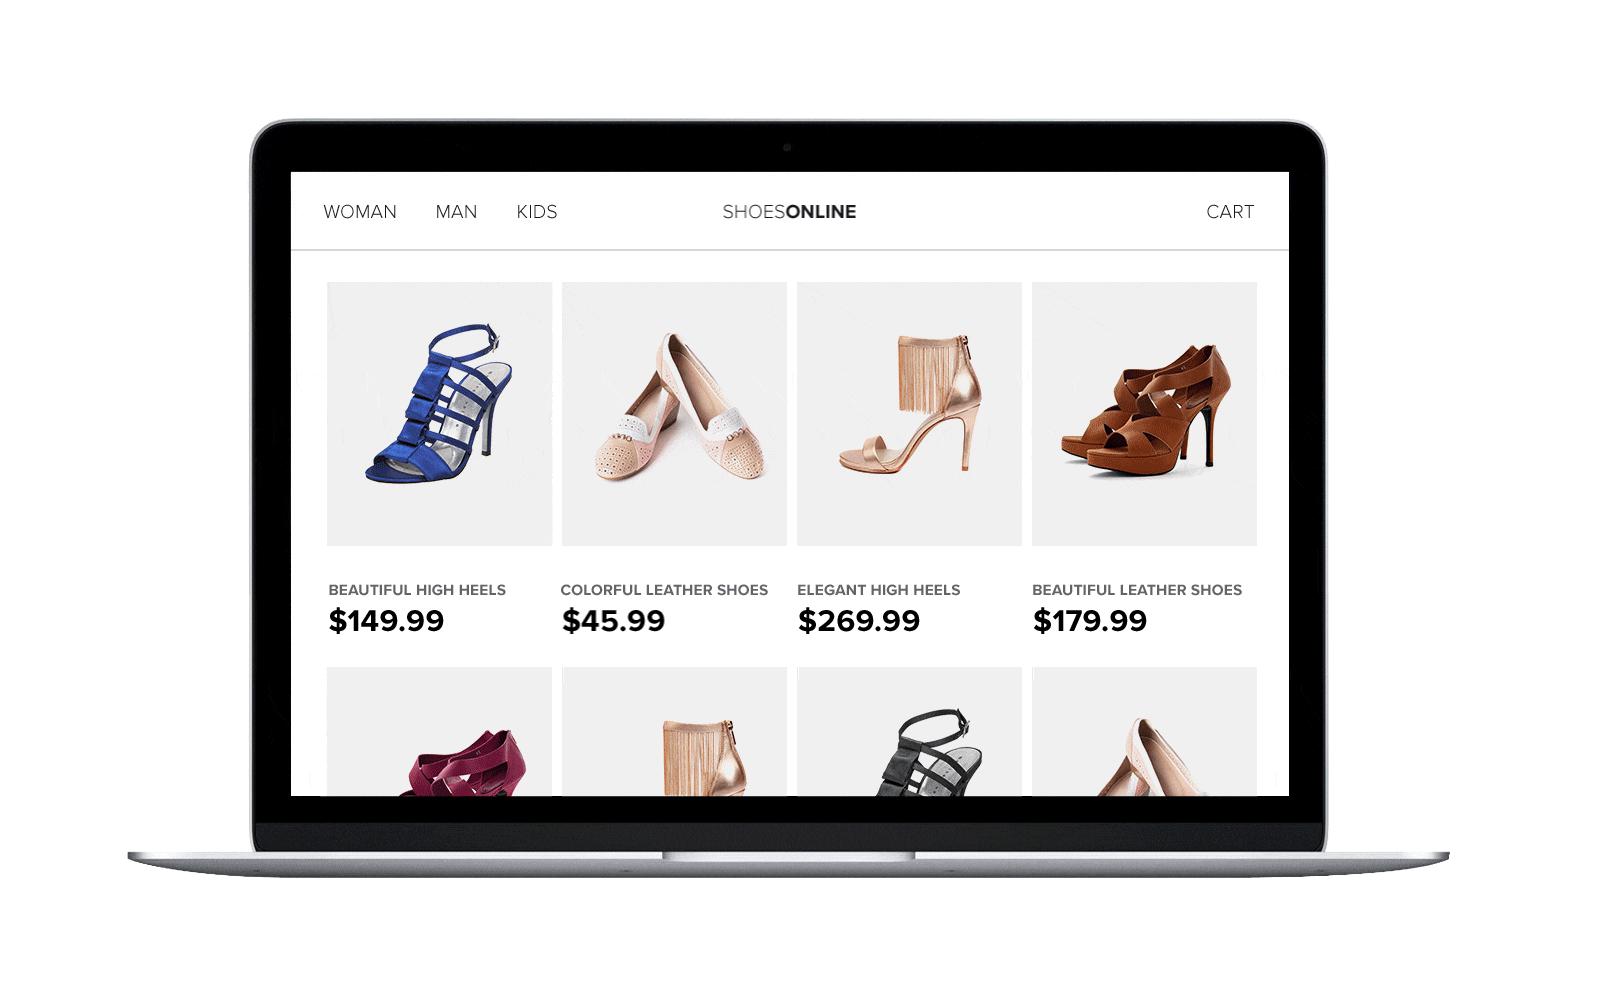 WOMAN MAN KIDS SHOESONLINE CART
BEAUTIFUL HIGH HEELS
$149.99
COLORFUL LEATHER SHOES
$45.99
ELEGANT HIGH HEELS
$269.99
BEAUTIFUL LEATHER SHOES
$179.99